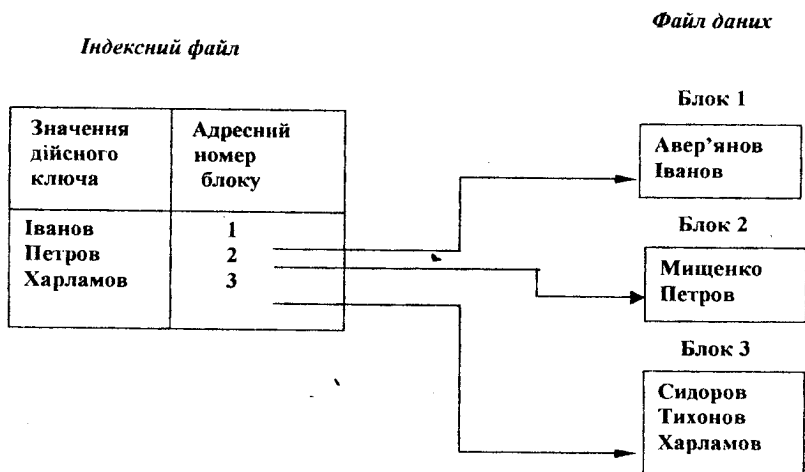 Індексний файл
Файл даних
Значення
дійсного
ключа
Адресний
номер
блоку
Іванов 1
Петров 2
Харламов 3
Блок 1
Авер’янов
Іванов
Блок 2
Мищенко
Петров
Блок 3
Сидоров
Тихонов
Харламов